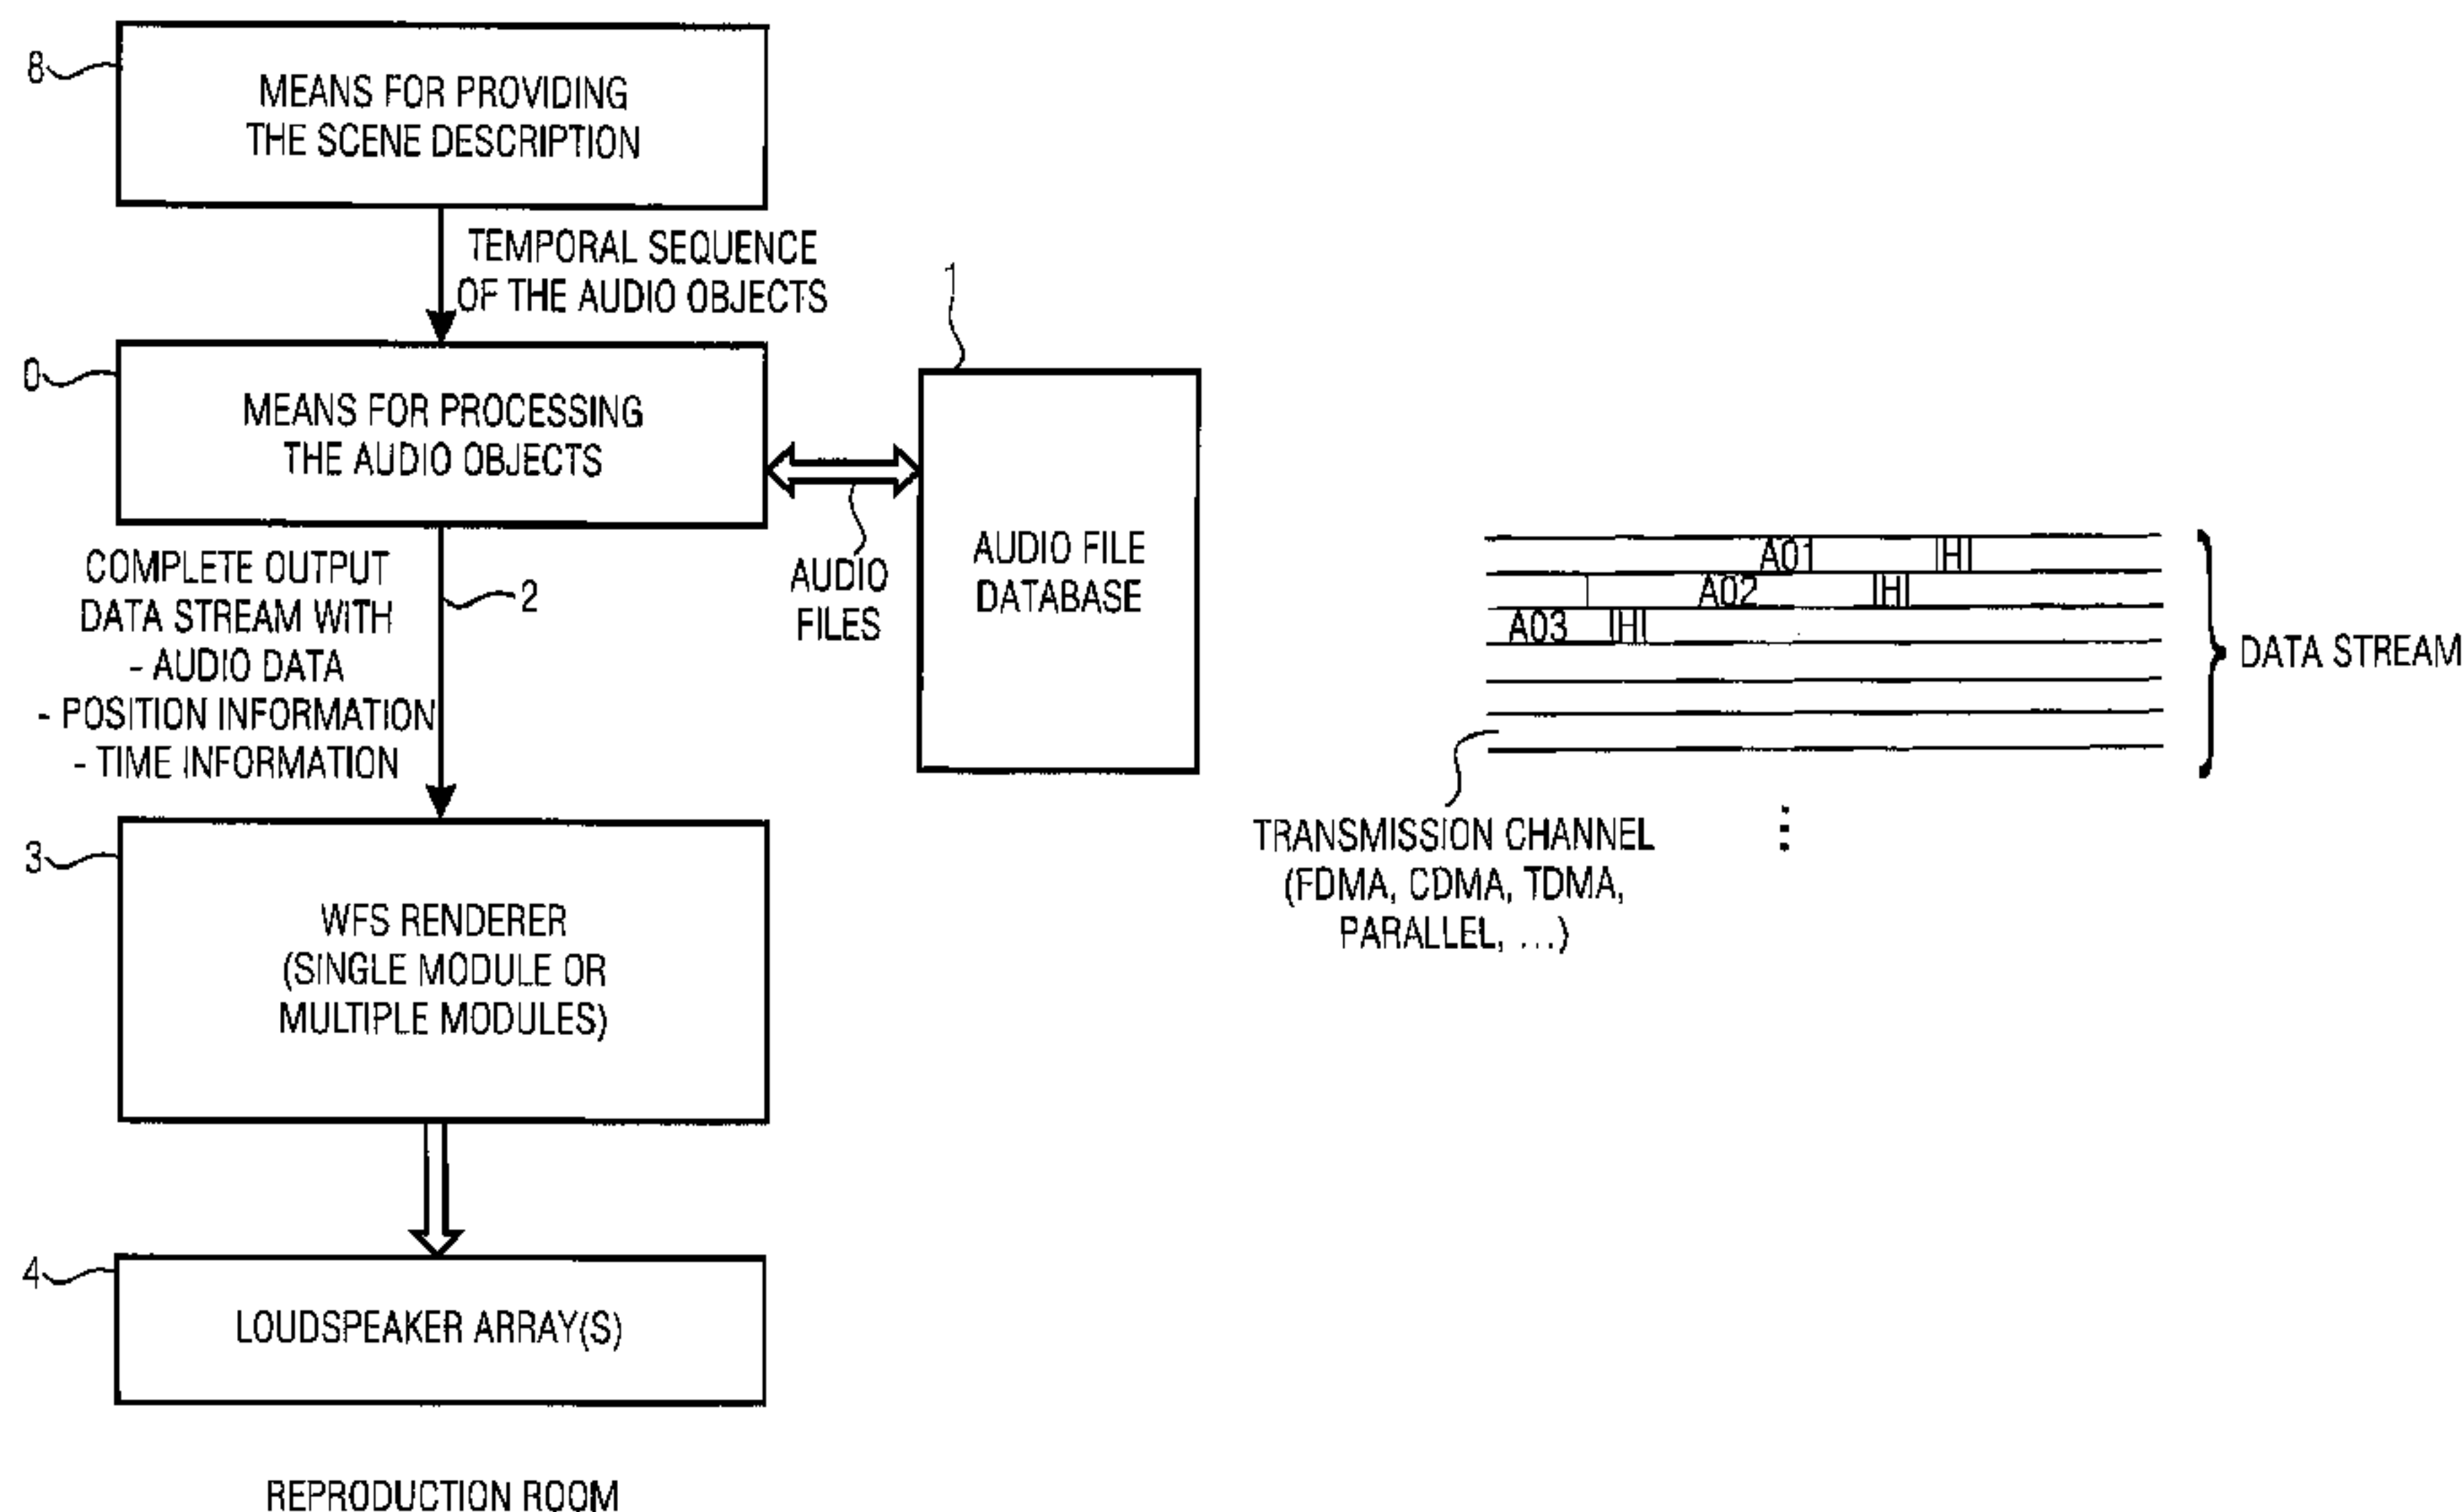 8
MEANS FOR PROVIDING
THE SCENE DESCRIPTION
TEMPORAL SEQUENCE
OF THE AUDIO OBJECTS
0
MEANS FOR PROCESSING
THE AUDIO OBJECTS
1
AUDIO FILE
DATABASE
AUDIO
FILES
COMPLETE OUTPUT
DATA STREAM WITH
- AUDIO DATA
- POSITION INFORMATION
- TIME INFORMATION
2
3
WFS RENDERER
(SINGLE MODULE OR
MULTIPLE MODULES)
4
LOUDSPEAKER ARRAY(S)
REPRODUCTION ROOM
A01 H
A02 H
A03 H
DATA STREAM
TRANSMISSION CHANNEL
(FDMA, CDMA, TDMA,
PARALLEL, ...)